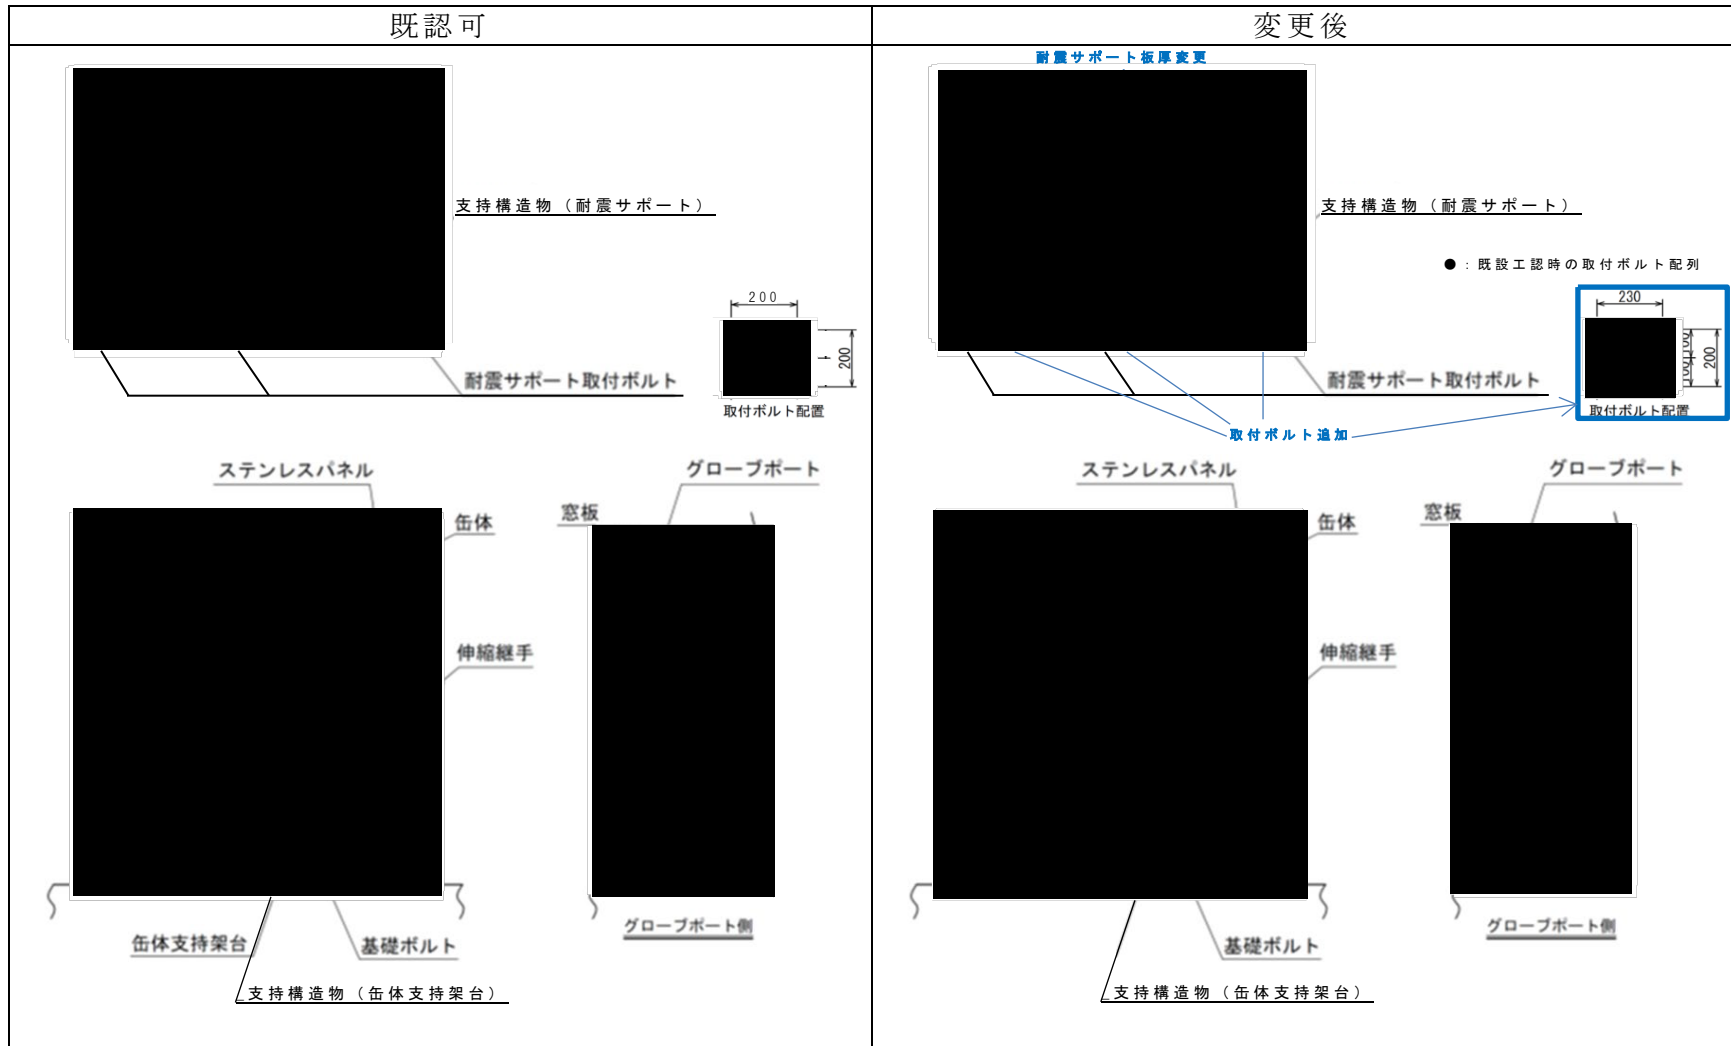 既認可
変更後
支持構造物（耐震サポート）
200
200
耐震サポート取付ボルト
取付ボルト配置
ステンレスパネル
グローブポート
缶体
窓板
伸縮継手
グローブポート側
缶体支持架台
基礎ボルト
支持構造物（缶体支持架台）
耐震サポート板厚変更
支持構造物（耐震サポート）
●：既設工認時の取付ボルト配列
230
200
耐震サポート取付ボルト
取付ボルト配置
取付ボルト追加
ステンレスパネル
グローブポート
缶体
窓板
伸縮継手
グローブポート側
缶体支持架台
基礎ボルト
支持構造物（缶体支持架台）